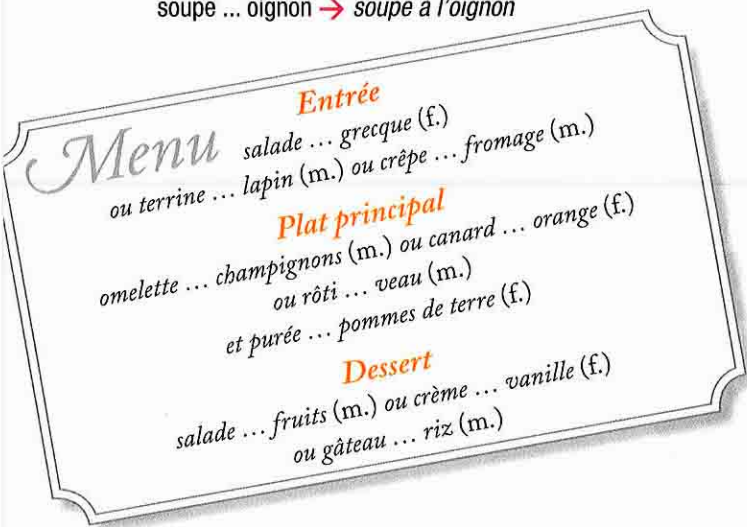 soupe ... oignon → soupe à l'oignon
Entrée
Menu
salade ... grecque (f.)
ou terrine ... lapin (m.) ou crêpe ... fromage (m.)
Plat principal
omelette ... champignons (m.) ou canard ... orange (f.)
ou rôti ... veau (m.)
et purée ... pommes de terre (f.)
Dessert
salade ... fruits (m.) ou crème ... vanille (f.)
ou gâteau ... riz (m.)